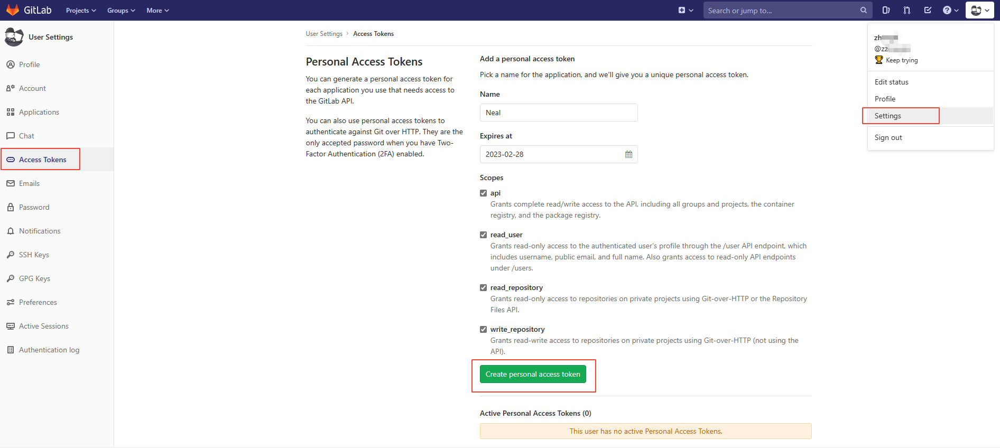 GitLab
Projects
Groups
More
Search or jump to...
User Settings
Profile
Account
Applications
Chat
Access Tokens
Emails
Password
Notifications
SSH Keys
GPG Keys
Preferences
Active Sessions
Authentication log
User Settings › Access Tokens
Personal Access Tokens
You can generate a personal access token for
each application you use that needs access to
the GitLab API.
You can also use personal access tokens to
authenticate against Git over HTTP. They are the
only accepted password when you have Two-
Factor Authentication (2FA) enabled.
Add a personal access token
Pick a name for the application, and we'll give you a unique personal access token.
Name
Neal
Expires at
2023-02-28
Scopes
api
Grants complete read/write access to the API, including all groups and projects, the container
registry, and the package registry.
read_user
Grants read-only access to the authenticated user's profile through the /user API endpoint, which
includes username, public email, and full name. Also grants access to read-only API endpoints
under /users.
read_repository
Grants read-only access to repositories on private projects using Git-over-HTTP or the Repository
Files API.
write_repository
Grants read-write access to repositories on private projects using Git-over-HTTP (not using the
API).
Create personal access token
Active Personal Access Tokens (0)
This user has no active Personal Access Tokens.
Keep trying
Edit status
Profile
Settings
Sign out